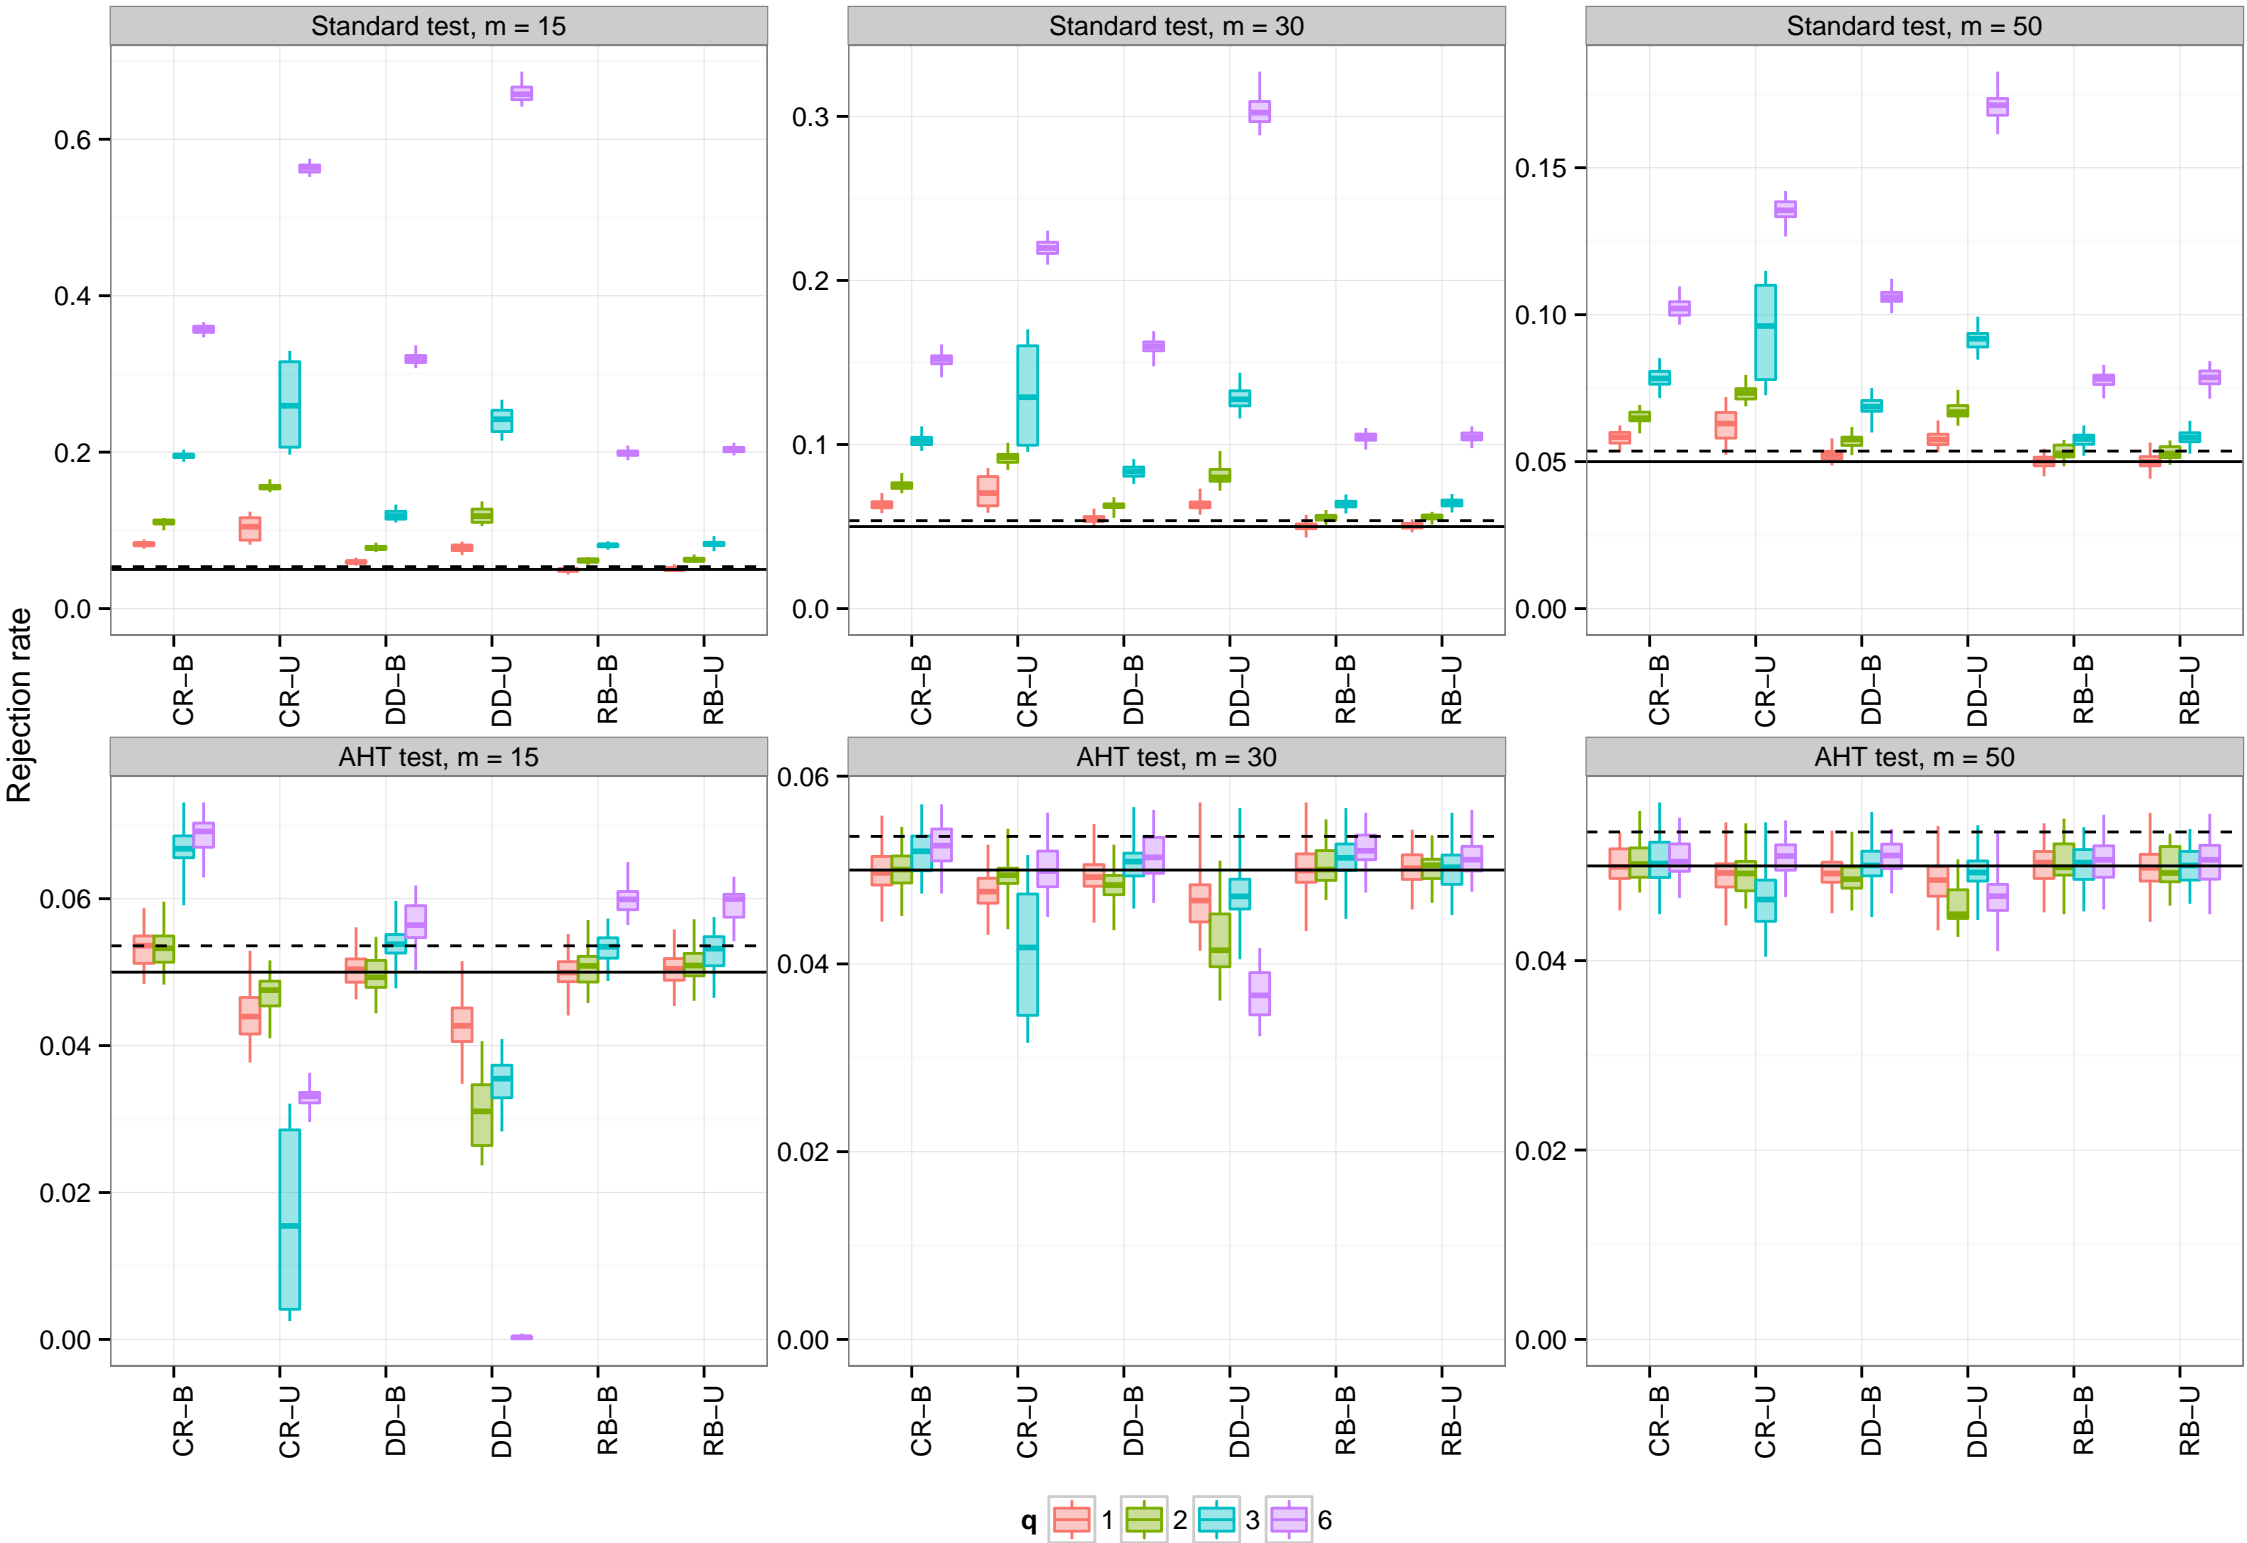 Rejection rate
Standard test, m = 15
Standard test, m = 30
Standard test, m = 50
0.6
0.4
0.2
0.0
0.3
0.2
0.1
0.0
0.15
0.10
0.05
0.00
CR−B
CR−U
DD−B
DD−U
RB−B
RB−U
CR−B
CR−U
DD−B
DD−U
RB−B
RB−U
CR−B
CR−U
DD−B
DD−U
RB−B
RB−U
AHT test, m = 15
AHT test, m = 30
AHT test, m = 50
0.06
0.04
0.02
0.00
0.06
0.04
0.02
0.00
0.04
0.02
0.00
CR−B
CR−U
DD−B
DD−U
RB−B
RB−U
CR−B
CR−U
DD−B
DD−U
RB−B
RB−U
CR−B
CR−U
DD−B
DD−U
RB−B
RB−U
q 1 2 3 6